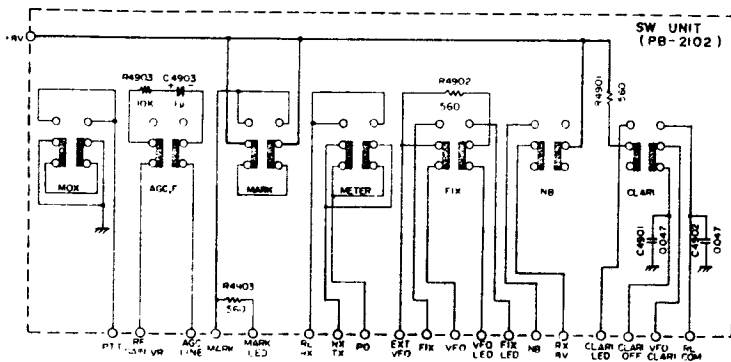 SW UNIT
(PB-2102)
+8V
R4903
10K
C4903
+
-
1μ
R4902
560
R4901
560
MOX
AGC,F
MARK
METER
FIX
NB
CLARI
C4901
0.047
C4902
0.047
R4403
560
PTT
RF
GAIN VR
AGC
LINE
MARK
MARK
LED
RL
RX
TX
PO
EXT
VFO
FIX
VFO
VFO
LED
FIX
LED
NB
RX
8V
CLARI
LED
CLARI
OFF
VFO
CLARI
RL
COM